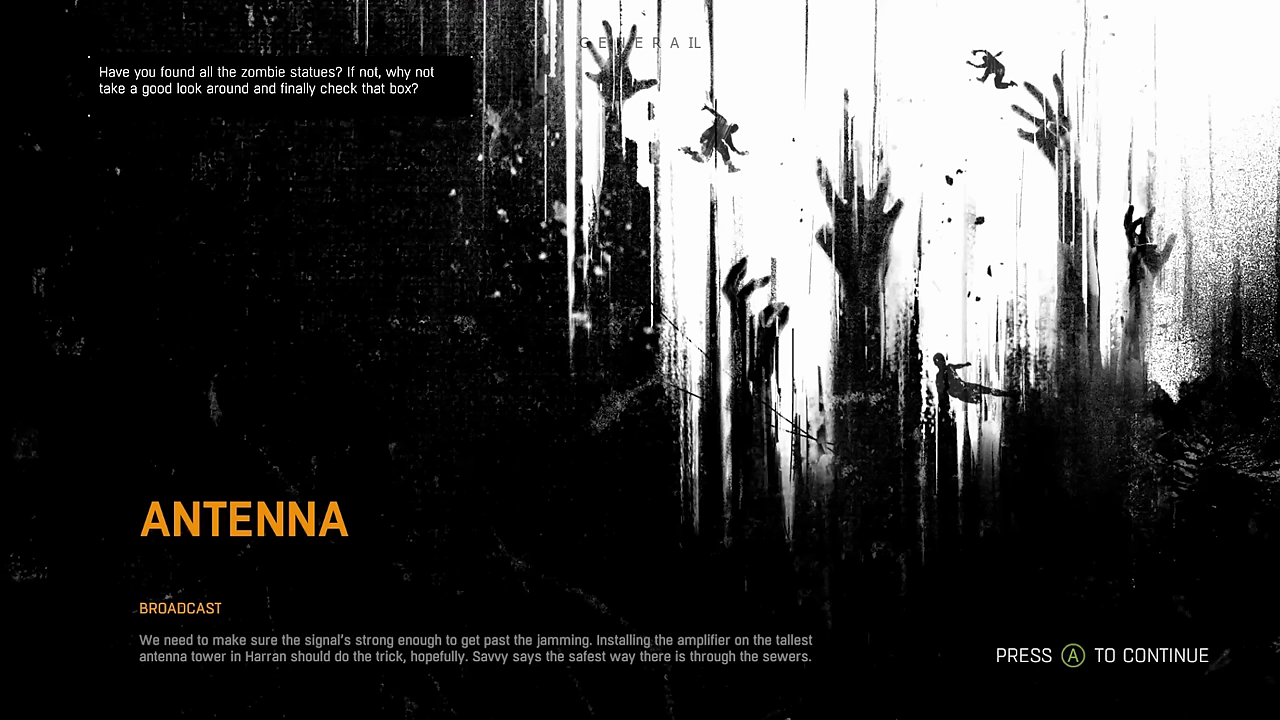 GENERAL
Have you found all the zombie statues? If not, why not
take a good look around and finally check that box?
ANTENNA
BROADCAST
We need to make sure the signal's strong enough to get past the jamming. Installing the amplifier on the tallest
antenna tower in Harran should do the trick, hopefully. Savvy says the safest way there is through the sewers.
PRESS A TO CONTINUE